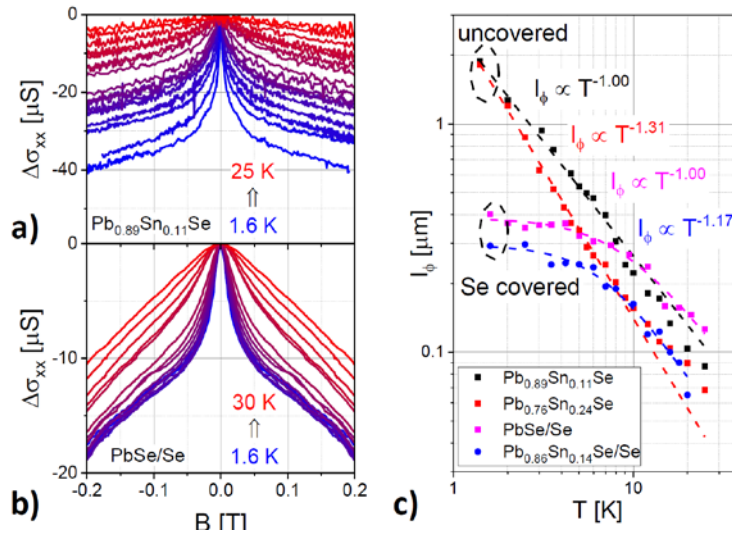 a)
Δσxx [μS]
0
-20
-40
25 K
⇑
1.6 K
Pb0.89Sn0.11Se
b)
Δσxx [μS]
0
-10
-20
30 K
⇑
1.6 K
PbSe/Se
-0.2 -0.1 0.0 0.1 0.2
B [T]
c)
lϕ [μm]
1
0.1
uncovered
lϕ ∝ T-1.00
lϕ ∝ T-1.31
lϕ ∝ T-1.00
lϕ ∝ T-1.17
Se covered
Pb0.89Sn0.11Se
Pb0.76Sn0.24Se
PbSe/Se
Pb0.86Sn0.14Se/Se
1 10
T [K]